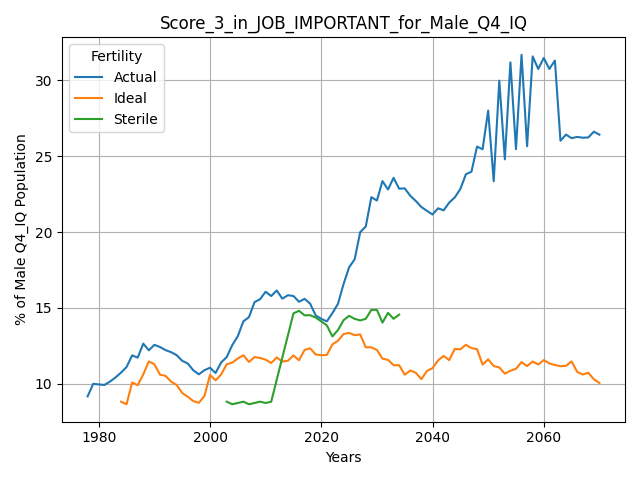 Score_3_in_JOB_IMPORTANT_for_Male_Q4_IQ
Fertility
Actual
Ideal
Sterile
% of Male Q4_IQ Population
30
25
20
15
10
1980
2000
2020
2040
2060
Years